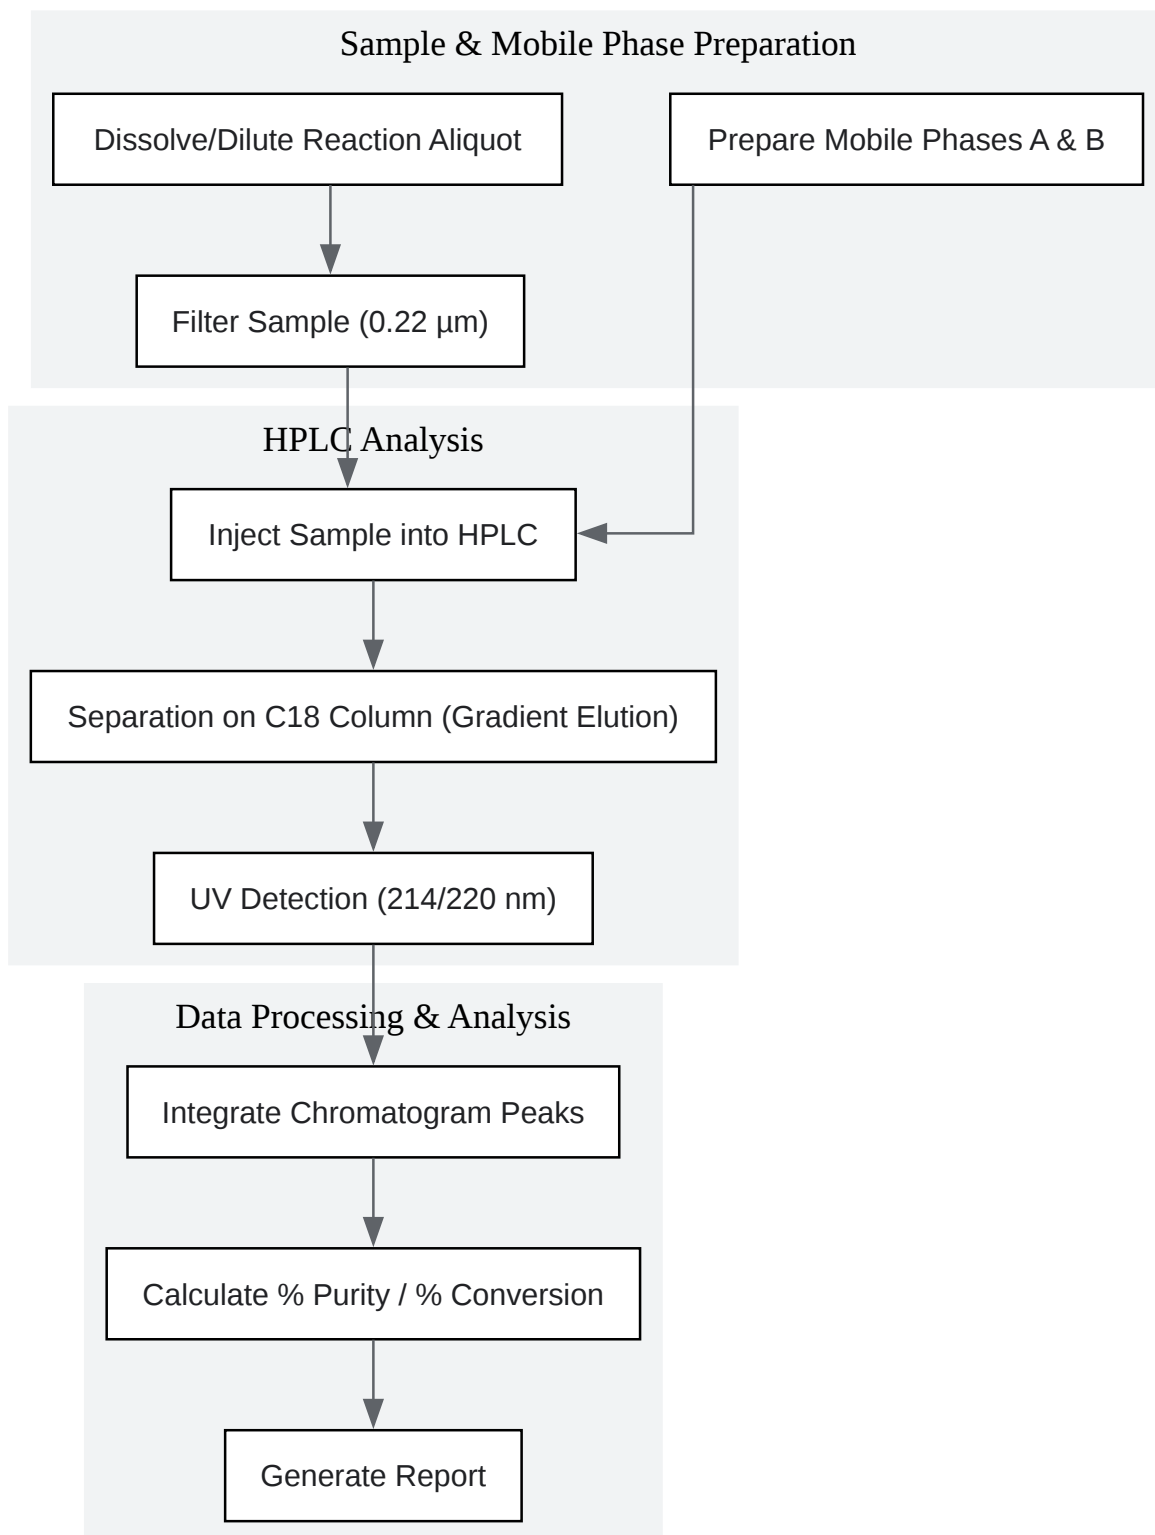 Sample & Mobile Phase Preparation
Dissolve/Dilute Reaction Aliquot
Prepare Mobile Phases A & B
Filter Sample (0.22 µm)
HPLC Analysis
Inject Sample into HPLC
Separation on C18 Column (Gradient Elution)
UV Detection (214/220 nm)
Data Processing & Analysis
Integrate Chromatogram Peaks
Calculate % Purity / % Conversion
Generate Report